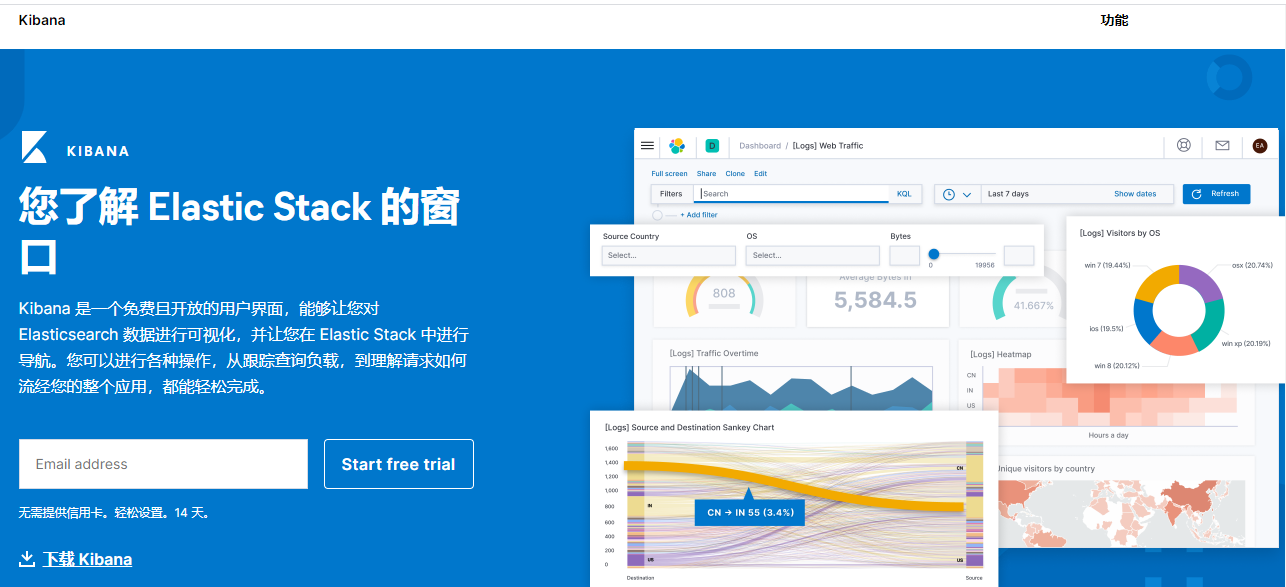 Kibana
功能
KIBANA
您了解 Elastic Stack 的窗
口
Kibana 是一个免费且开放的用户界面，能够让您对
Elasticsearch 数据进行可视化，并让您在 Elastic Stack 中进行
导航。您可以进行各种操作，从跟踪查询负载，到理解请求如何
流经您的整个应用，都能轻松完成。
Email address
Start free trial
无需提供信用卡。轻松设置。14 天。
下载 Kibana
D
Dashboard / [Logs] Web Traffic
EA
Full screen Share Clone Edit
Filters Search KQL Last 7 days Show dates Refresh
+ Add filter
Source Country OS Bytes
Select... Select... 0 19956
Average Bytes In
808 5,584.5 41.667%
[Logs] Visitors by OS
win 7 (19.44%) osx (20.74%)
ios (19.5%) win xp (20.19%)
win 8 (20.12%)
[Logs] Traffic Overtime
[Logs] Heatmap
CN
IN
US
Hours a day
Unique visitors by country
[Logs] Source and Destination Sankey Chart
1,600
1,400
1,200
1,000
800
600
400
200
0
CN
IN
CN → IN 55 (3.4%)
US US
Destination Source